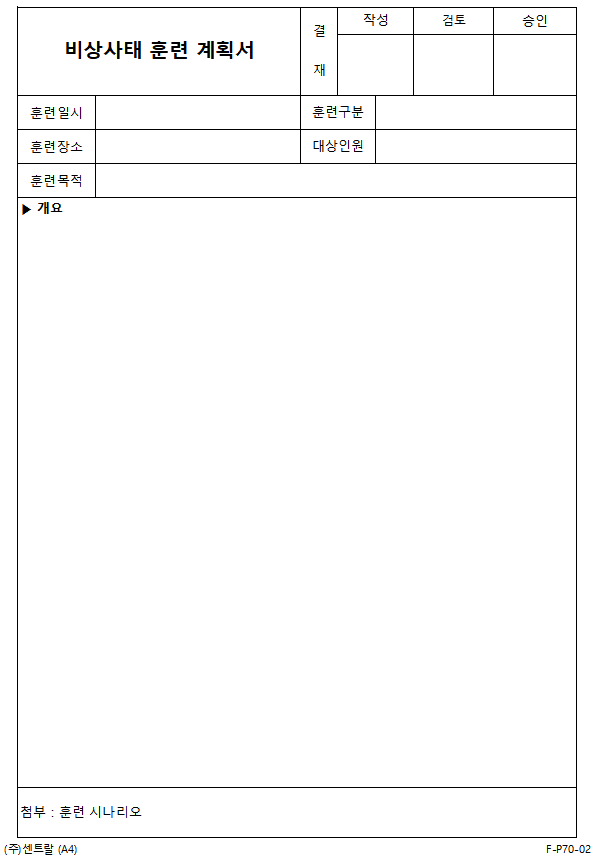 비상사태 훈련 계획서
결
재
작성 검토 승인
훈련일시 훈련구분
훈련장소 대상인원
훈련목적
▶ 개요
첨부 : 훈련 시나리오
(주)센트랄 (A4) F-P70-02